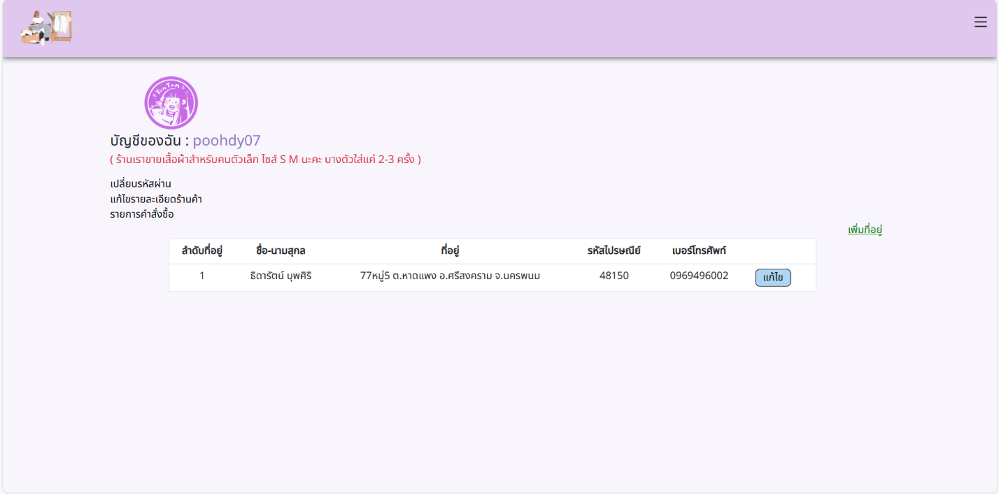 TamTam
บัญชีของฉัน : poohdy07
( ร้านเราขายเสื้อผ้าสำหรับคนตัวเล็ก ไซส์ S M นะคะ บางตัวใส่แค่ 2-3 ครั้ง )
เปลี่ยนรหัสผ่าน
แก้ไขรายละเอียดร้านค้า
รายการคำสั่งซื้อ
เพิ่มที่อยู่
ลำดับที่อยู่ ชื่อ-นามสุกล ที่อยู่ รหัสไปรษณีย์ เบอร์โทรศัพท์
1 ธิดารัตน์ บุพศิริ 77หมู่5 ต.หาดแพง อ.ศรีสงคราม จ.นครพนม 48150 0969496002 แก้ไข